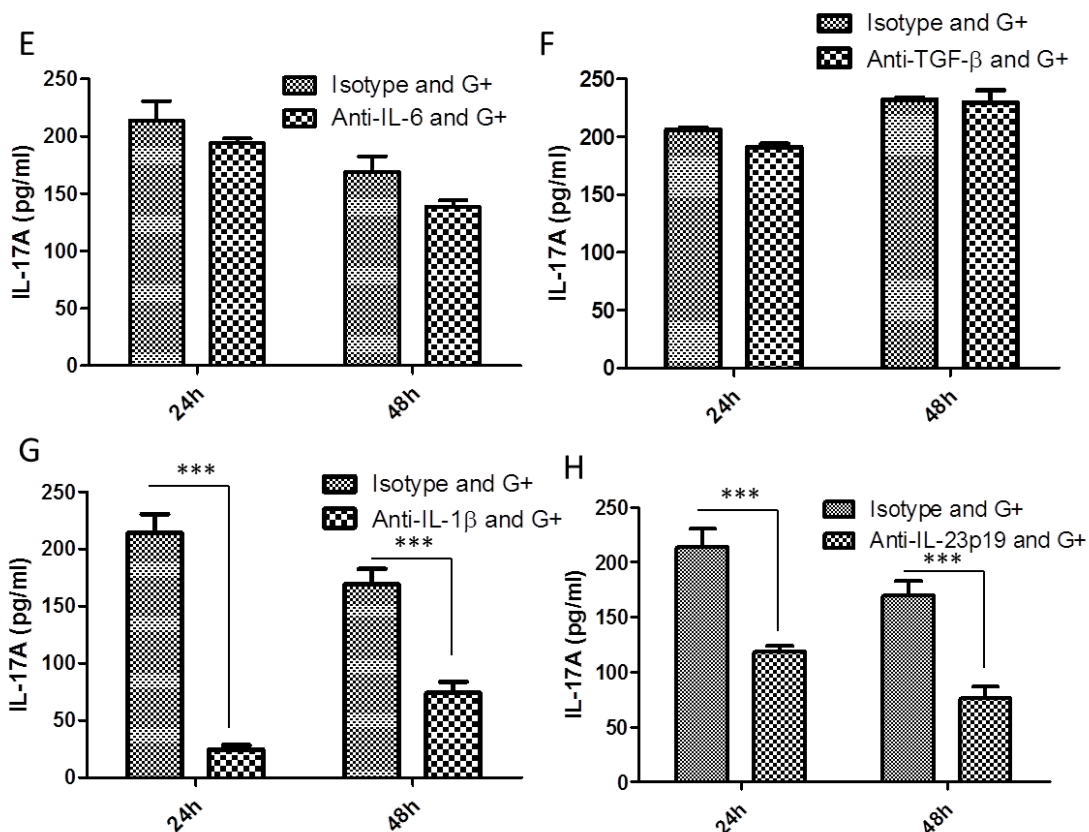 E
Isotype and G+
Anti-IL-6 and G+
IL-17A (pg/ml)
250
200
150
100
50
0
24h
48h
F
Isotype and G+
Anti-TGF-β and G+
IL-17A (pg/ml)
250
200
150
100
50
0
24h
48h
G
***
Isotype and G+
Anti-IL-1β and G+
***
IL-17A (pg/ml)
250
200
150
100
50
0
24h
48h
H
***
Isotype and G+
Anti-IL-23p19 and G+
***
IL-17A (pg/ml)
250
200
150
100
50
0
24h
48h